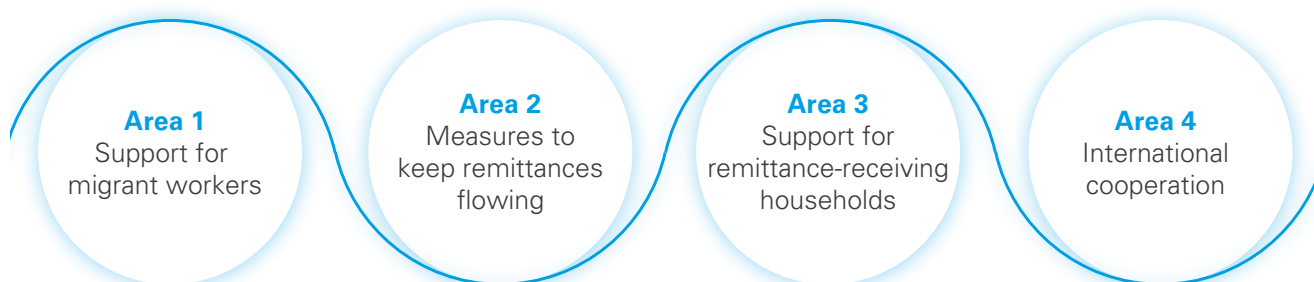 Area 1
Support for
migrant workers
Area 2
Measures to
keep remittances
flowing
Area 3
Support for
remittance-receiving
households
Area 4
International
cooperation